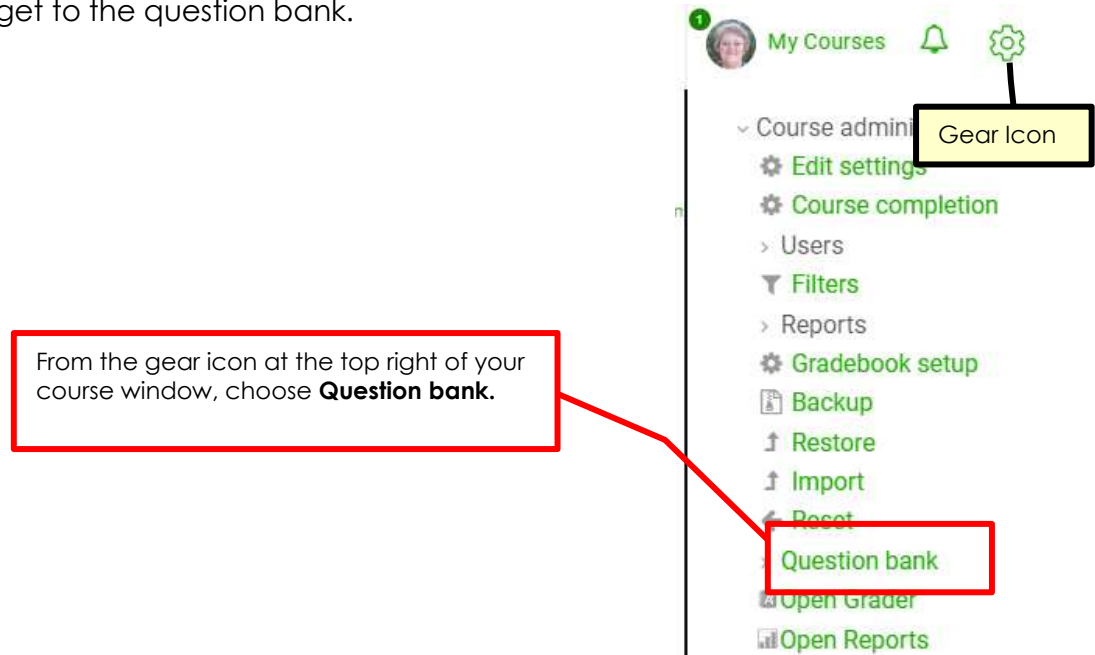 get to the question bank.
1
My Courses
Gear Icon
Course admini
Edit settings
Course completion
Users
Filters
Reports
Gradebook setup
From the gear icon at the top right of your
course window, choose Question bank.
Backup
Restore
Import
Reset
Question bank
Open Grader
Open Reports